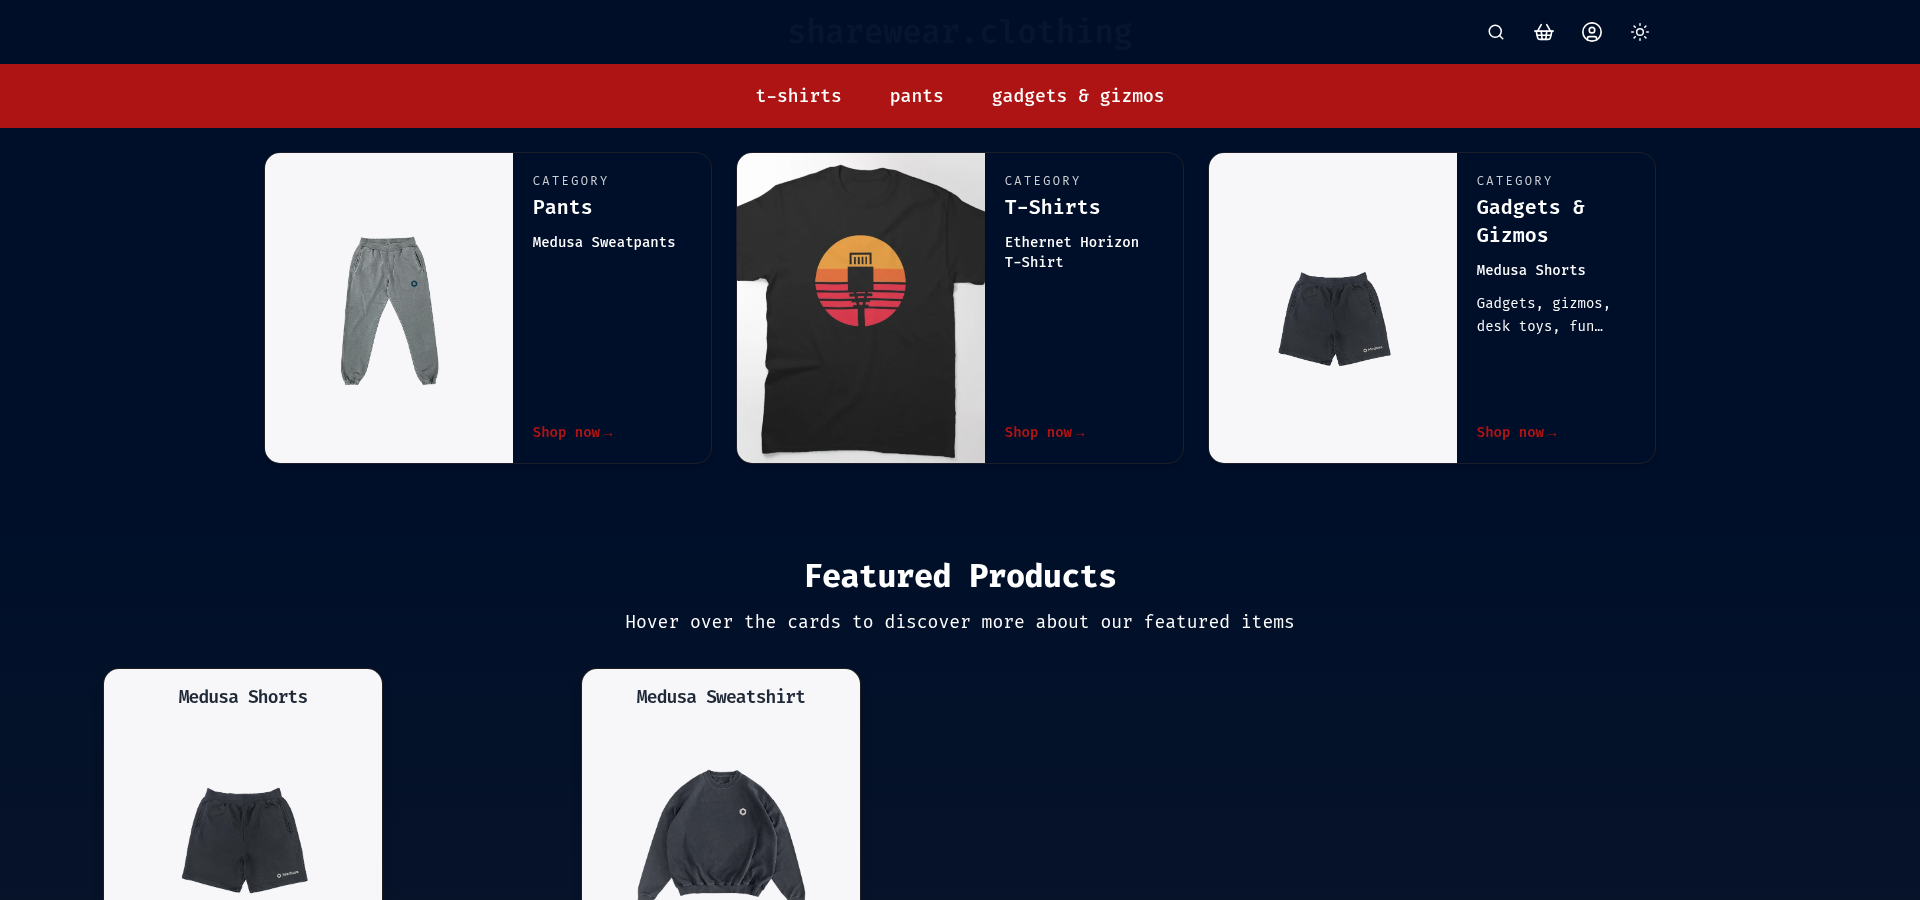 sharewear.clothing
t-shirts pants gadgets & gizmos
CATEGORY
Pants
Medusa Sweatpants
Shop now →
CATEGORY
T-Shirts
Ethernet Horizon
T-Shirt
Shop now →
CATEGORY
Gadgets &
Gizmos
Medusa Shorts
Gadgets, gizmos,
desk toys, fun…
Shop now →
Featured Products
Hover over the cards to discover more about our featured items
Medusa Shorts
Medusa Sweatshirt